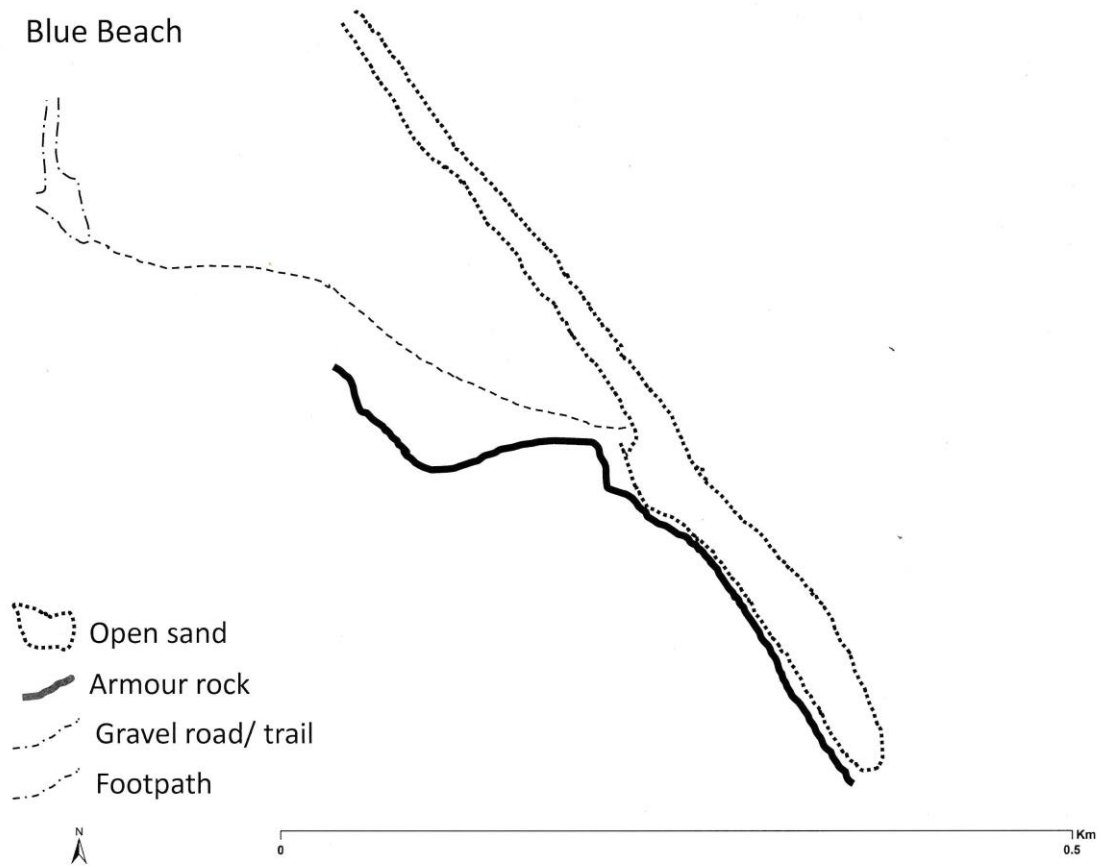 Blue Beach
Open sand
Armour rock
Gravel road/ trail
Footpath
N
Km
0
0.5